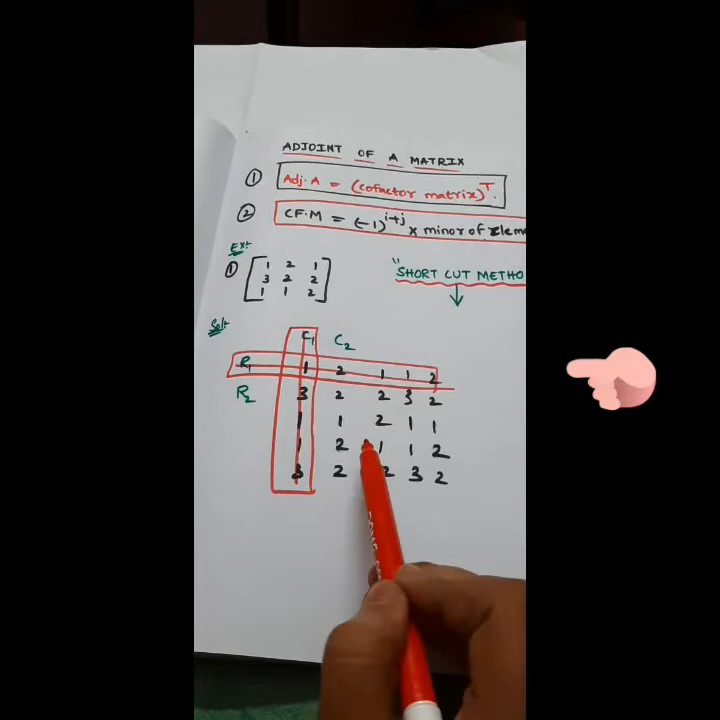 ADJOINT OF A MATRIX
① Adj.A = (cofactor matrix)ᵀ.
② CF.M = (-1)ⁱ⁺ʲ x minor of Eleme
Ex:
① [ 1 2 1
3 2 2
1 1 2 ]
"SHORT CUT METHO
Sol:
C₁ C₂
R₁ 1 2 1 1 2
R₂ 3 2 2 3 2
1 1 2 1 1
1 2 1 1 2
3 2 2 3 2